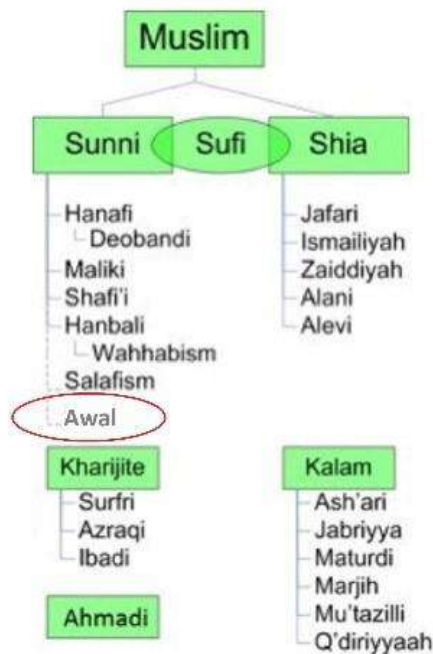 Muslim
Sunni
Sufi
Shia
Hanafi
Deobandi
Maliki
Shafi'i
Hanbali
Wahhabism
Salafism
Awal
Jafari
Ismailiyah
Zaiddiyah
Alani
Alevi
Kharijite
Surfri
Azraqi
Ibadi
Ahmadi
Kalam
Ash'ari
Jabriyya
Maturdi
Marjih
Mu'tazilli
Q'diriyyaah